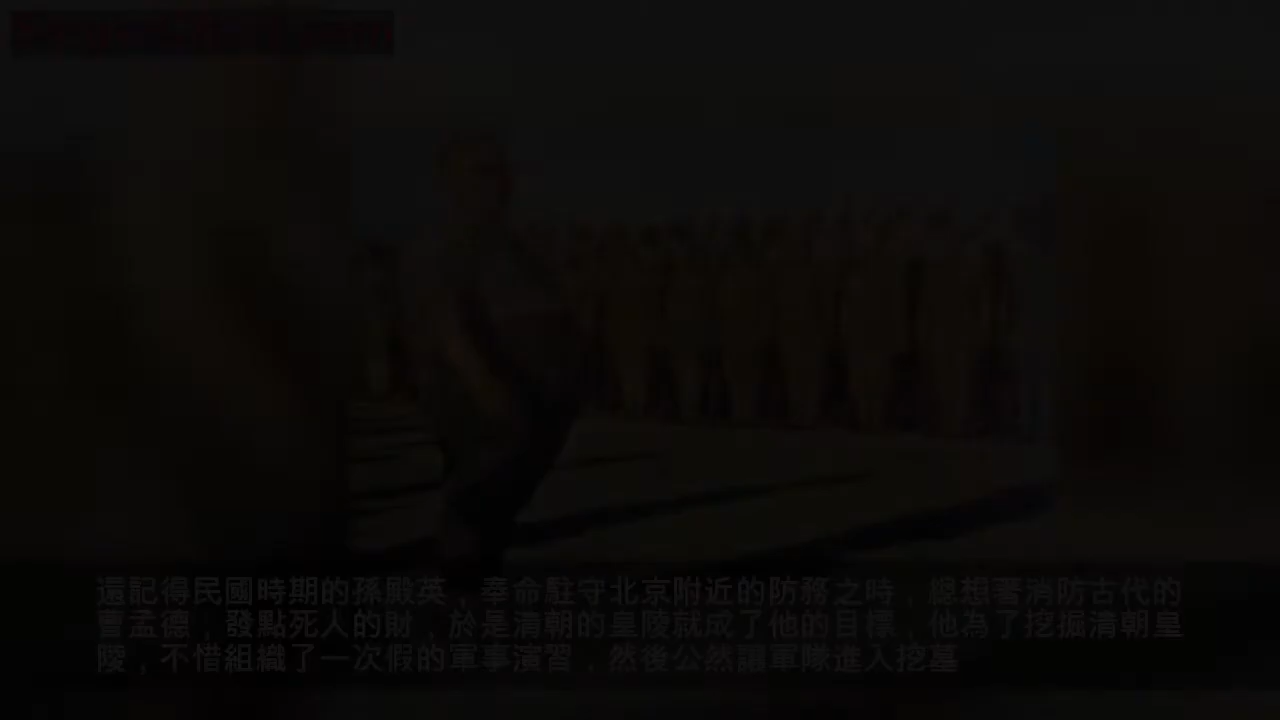 還記得民國時期的孫殿英，奉命駐守北京附近的防務之時，總想著消防古代的
曹孟德，發點死人的財，於是清朝的皇陵就成了他的目標，他為了挖掘清朝皇
陵，不惜組織了一次假的軍事演習，然後公然讓軍隊進入挖墓